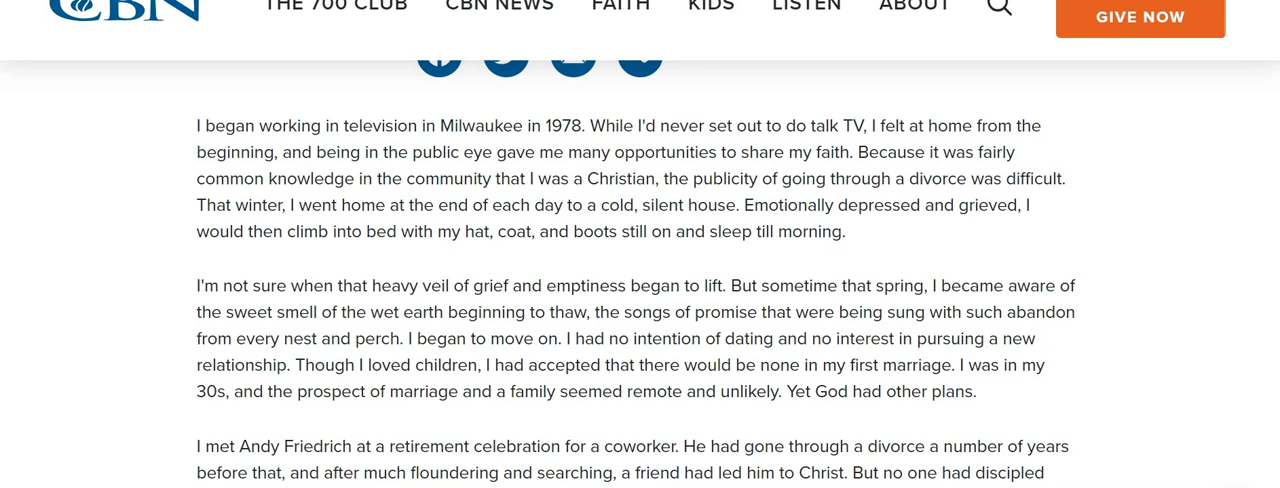 CBN THE 700 CLUB CBN NEWS FAITH KIDS LISTEN ABOUT GIVE NOW
I began working in television in Milwaukee in 1978. While I'd never set out to do talk TV, I felt at home from the
beginning, and being in the public eye gave me many opportunities to share my faith. Because it was fairly
common knowledge in the community that I was a Christian, the publicity of going through a divorce was difficult.
That winter, I went home at the end of each day to a cold, silent house. Emotionally depressed and grieved, I
would then climb into bed with my hat, coat, and boots still on and sleep till morning.
I'm not sure when that heavy veil of grief and emptiness began to lift. But sometime that spring, I became aware of
the sweet smell of the wet earth beginning to thaw, the songs of promise that were being sung with such abandon
from every nest and perch. I began to move on. I had no intention of dating and no interest in pursuing a new
relationship. Though I loved children, I had accepted that there would be none in my first marriage. I was in my
30s, and the prospect of marriage and a family seemed remote and unlikely. Yet God had other plans.
I met Andy Friedrich at a retirement celebration for a coworker. He had gone through a divorce a number of years
before that, and after much floundering and searching, a friend had led him to Christ. But no one had discipled